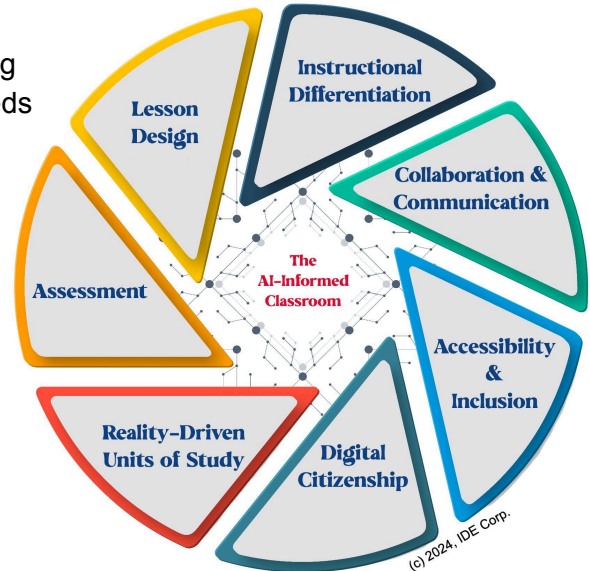 g
eds
Instructional
Differentiation
Lesson
Design
Collaboration &
Communication
The
AI-Informed
Classroom
Assessment
Accessibility
&
Inclusion
Reality-Driven
Units of Study
Digital
Citizenship
(c) 2024, IDE Corp.